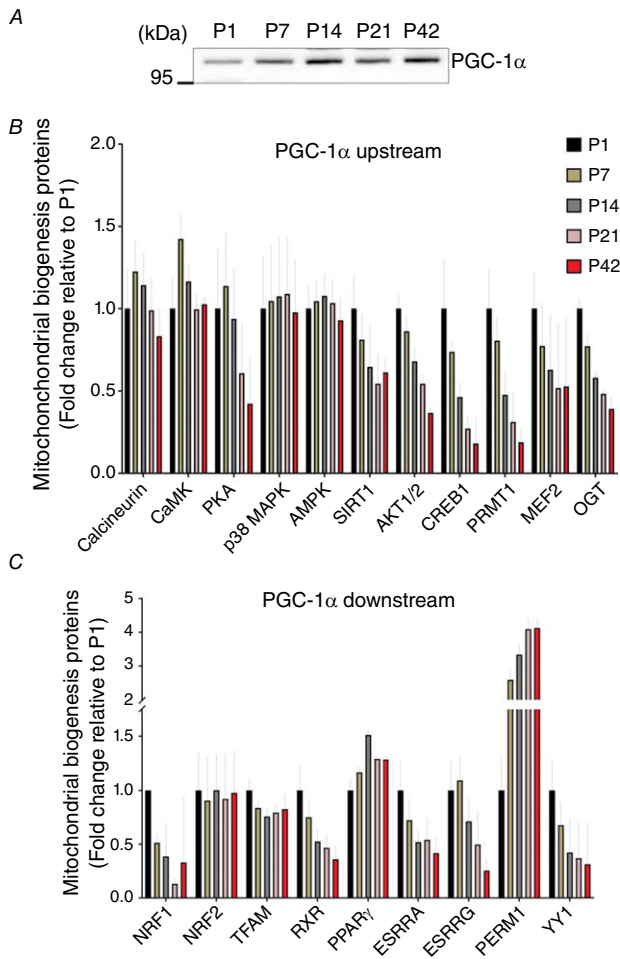 A
(kDa) P1 P7 P14 P21 P42
PGC-1α
95
B
Mitochonchondrial biogenesis proteins
(Fold change relative to P1)
PGC-1α upstream
2.0
1.5
1.0
0.5
0.0
P1
P7
P14
P21
P42
Calcineurin
CaMK
PKA
p38 MAPK
AMPK
SIRT1
AKT1/2
CREB1
PRMT1
MEF2
OGT
C
Mitochondrial biogenesis proteins
(Fold change relative to P1)
PGC-1α downstream
5
4
3
2
1.5
1.0
0.5
0.0
NRF1
NRF2
TFAM
RXR
PPARγ
ESRRA
ESRRG
PERM1
YY1